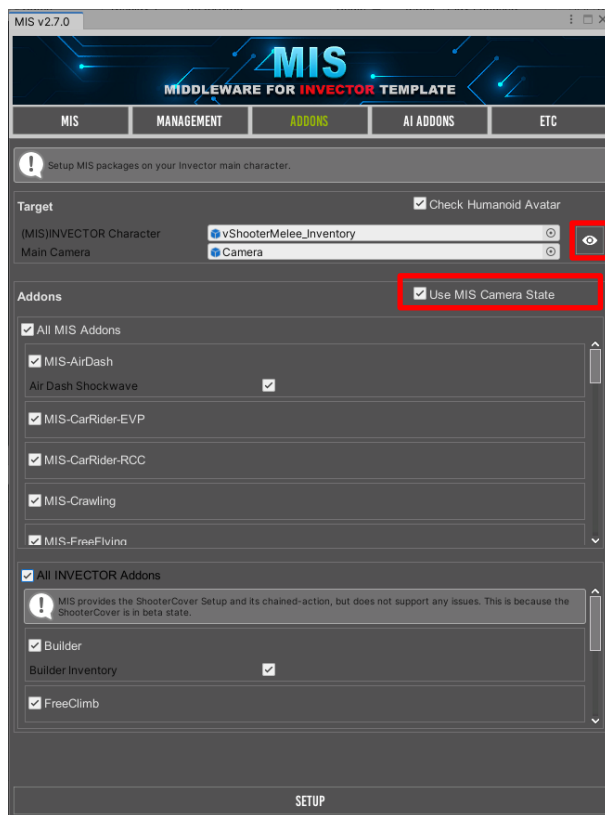 MIS v2.7.0
MIS
MIDDLEWARE FOR INVECTOR TEMPLATE
MIS MANAGEMENT ADDONS AI ADDONS ETC
Setup MIS packages on your Invector main character.
Target Check Humanoid Avatar
(MIS)INVECTOR Character vShooterMelee_Inventory
Main Camera Camera
Addons Use MIS Camera State
All MIS Addons
MIS-AirDash
Air Dash Shockwave
MIS-CarRider-EVP
MIS-CarRider-RCC
MIS-Crawling
MIS-FreeFlying
All INVECTOR Addons
MIS provides the ShooterCover Setup and its chained-action, but does not support any issues. This is because the
ShooterCover is in beta state.
Builder
Builder Inventory
FreeClimb
SETUP